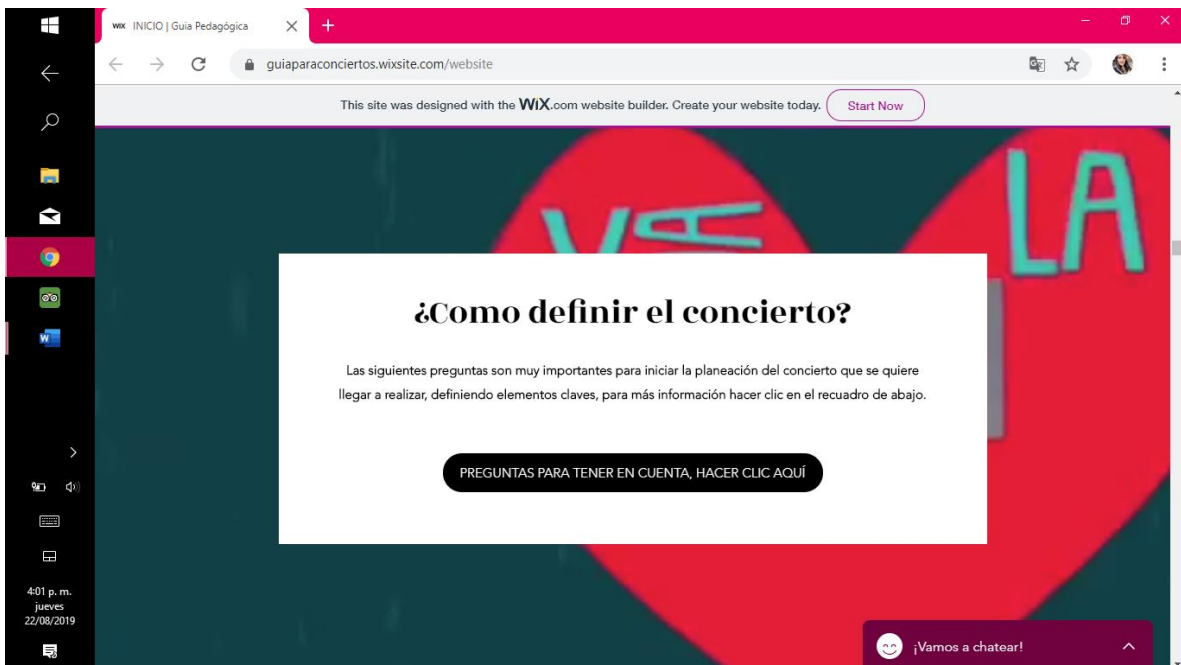 WIX INICIO | Guia Pedagógica
guiaparaconciertos.wixsite.com/website
This site was designed with the WiX.com website builder. Create your website today. Start Now
VA
LA
¿Como definir el concierto?
Las siguientes preguntas son muy importantes para iniciar la planeación del concierto que se quiere
llegar a realizar, definiendo elementos claves, para más información hacer clic en el recuadro de abajo.
PREGUNTAS PARA TENER EN CUENTA, HACER CLIC AQUÍ
4:01 p. m.
jueves
22/08/2019
¡Vamos a chatear!